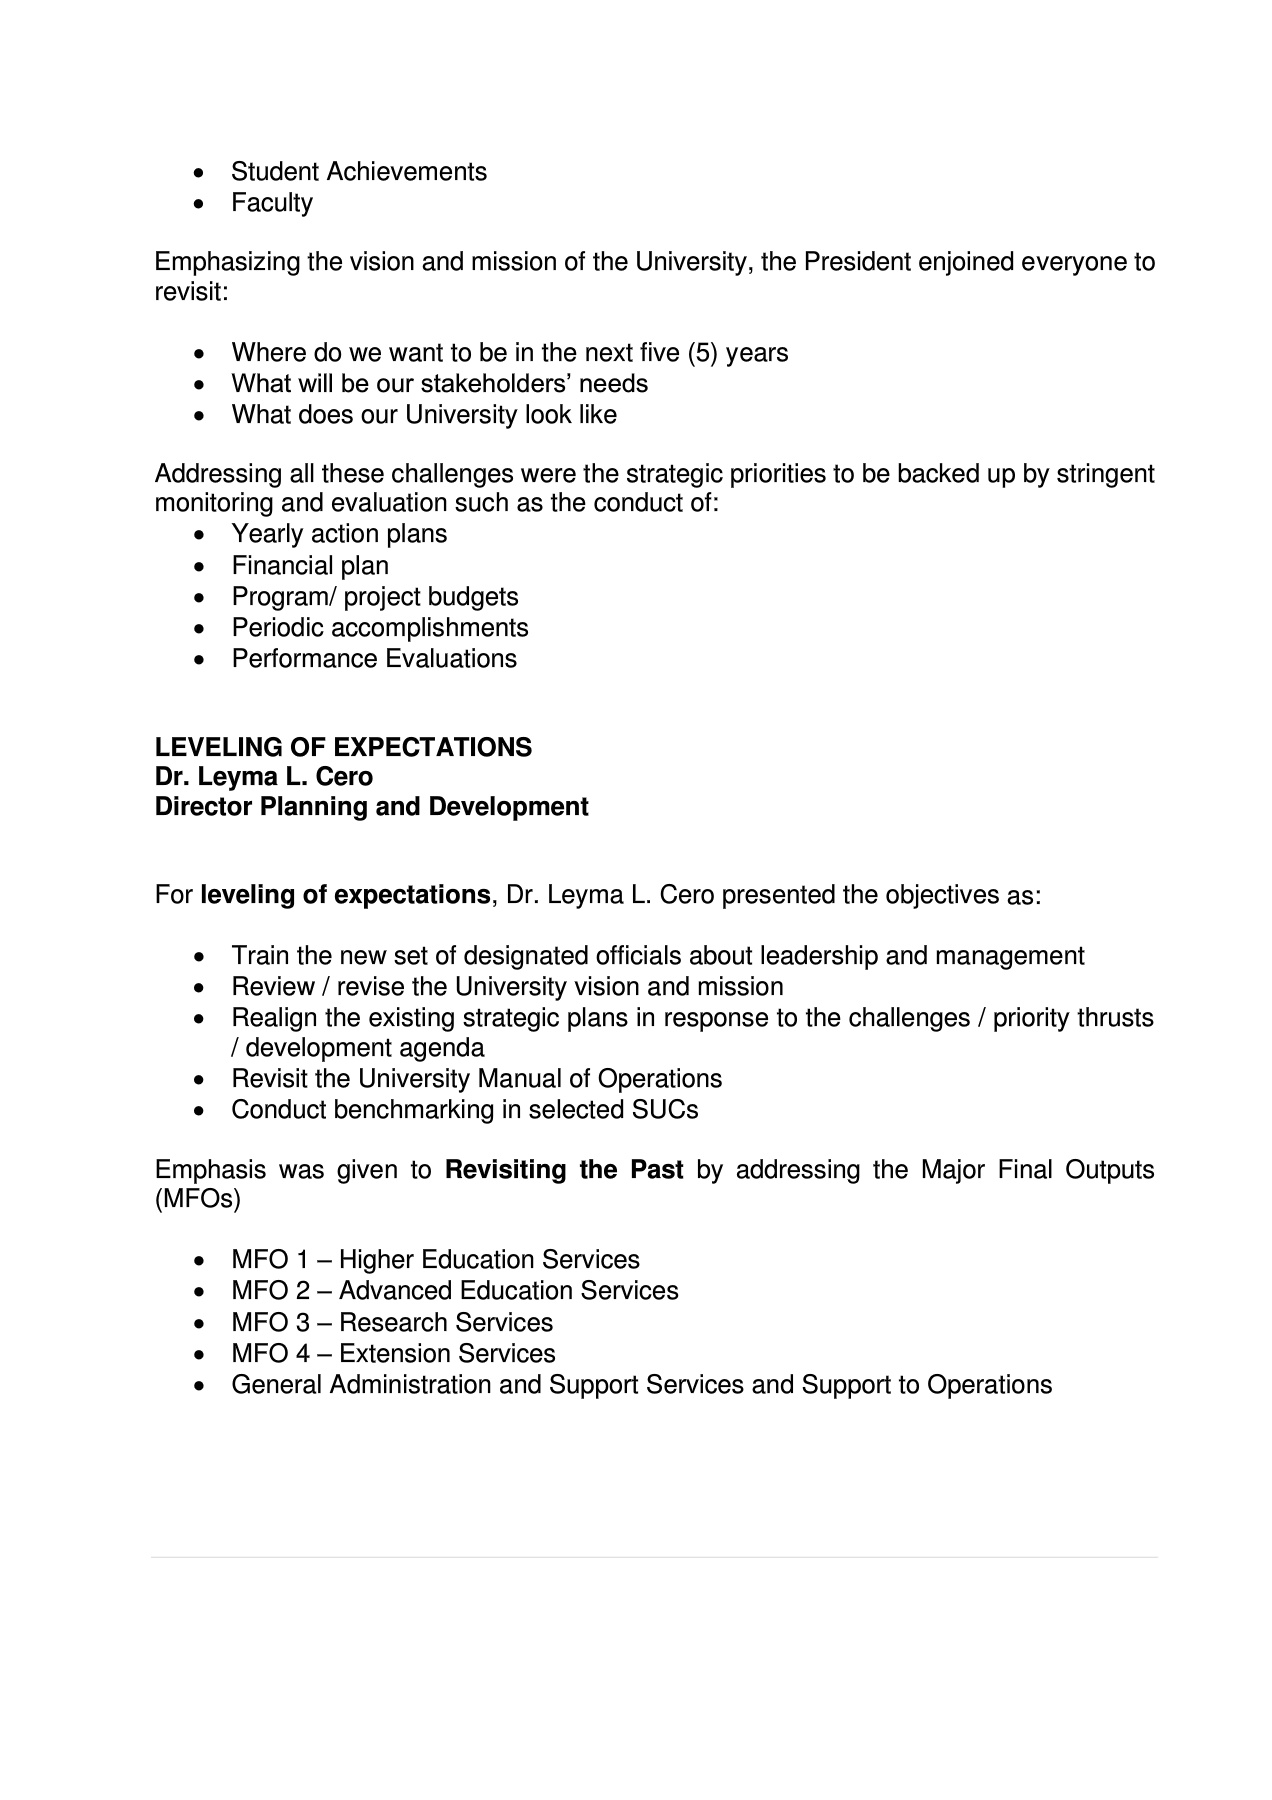 • Student Achievements
• Faculty
Emphasizing the vision and mission of the University, the President enjoined everyone to
revisit:
• Where do we want to be in the next five (5) years
• What will be our stakeholders’ needs
• What does our University look like
Addressing all these challenges were the strategic priorities to be backed up by stringent
monitoring and evaluation such as the conduct of:
• Yearly action plans
• Financial plan
• Program/ project budgets
• Periodic accomplishments
• Performance Evaluations
LEVELING OF EXPECTATIONS
Dr. Leyma L. Cero
Director Planning and Development
For leveling of expectations, Dr. Leyma L. Cero presented the objectives as:
• Train the new set of designated officials about leadership and management
• Review / revise the University vision and mission
• Realign the existing strategic plans in response to the challenges / priority thrusts
/ development agenda
• Revisit the University Manual of Operations
• Conduct benchmarking in selected SUCs
Emphasis was given to Revisiting the Past by addressing the Major Final Outputs
(MFOs)
• MFO 1 – Higher Education Services
• MFO 2 – Advanced Education Services
• MFO 3 – Research Services
• MFO 4 – Extension Services
• General Administration and Support Services and Support to Operations